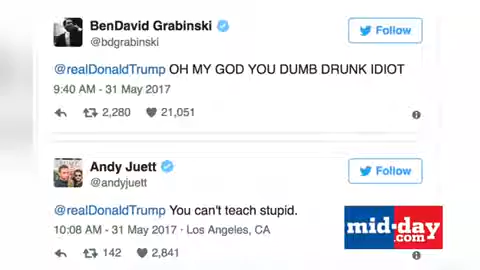 BenDavid Grabinski
@bdgrabinski
Follow
@realDonaldTrump OH MY GOD YOU DUMB DRUNK IDIOT
9:40 AM - 31 May 2017
2,280 21,051
Andy Juett
@andyjuett
Follow
@realDonaldTrump You can't teach stupid.
10:08 AM - 31 May 2017 · Los Angeles, CA
142 2,841
mid-day
.com